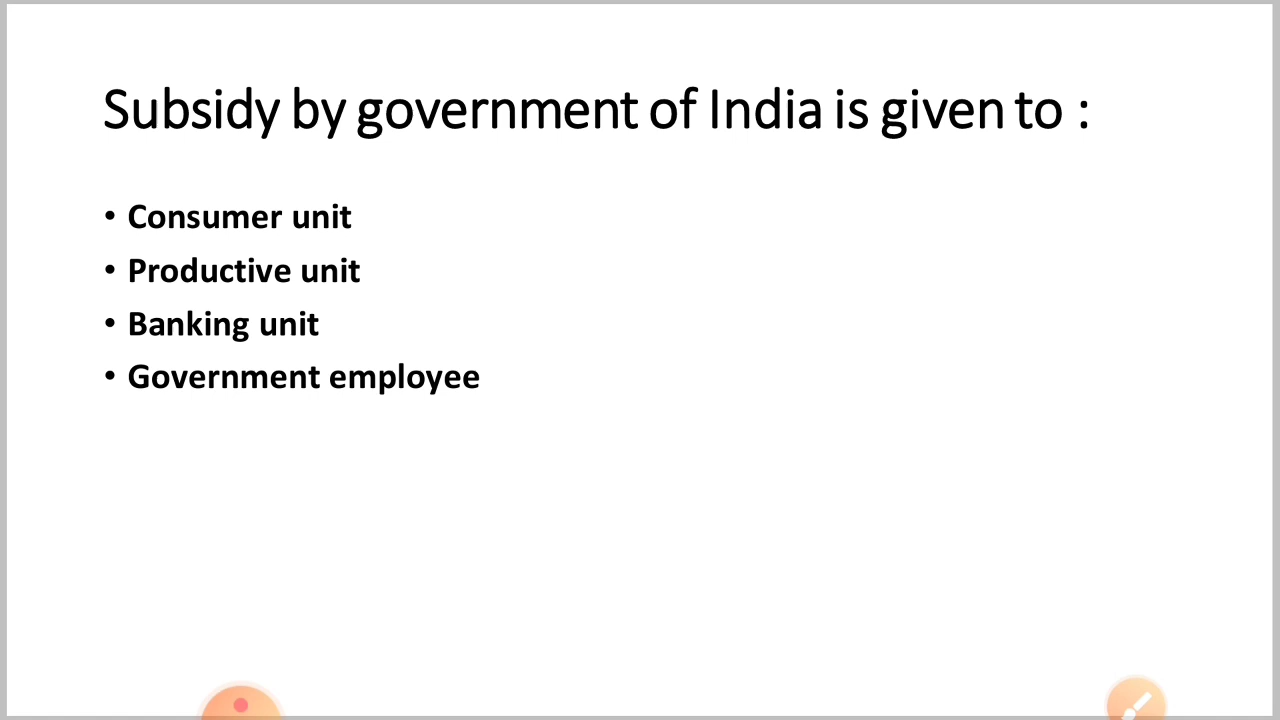 Subsidy by government of India is given to :
• Consumer unit
• Productive unit
• Banking unit
• Government employee